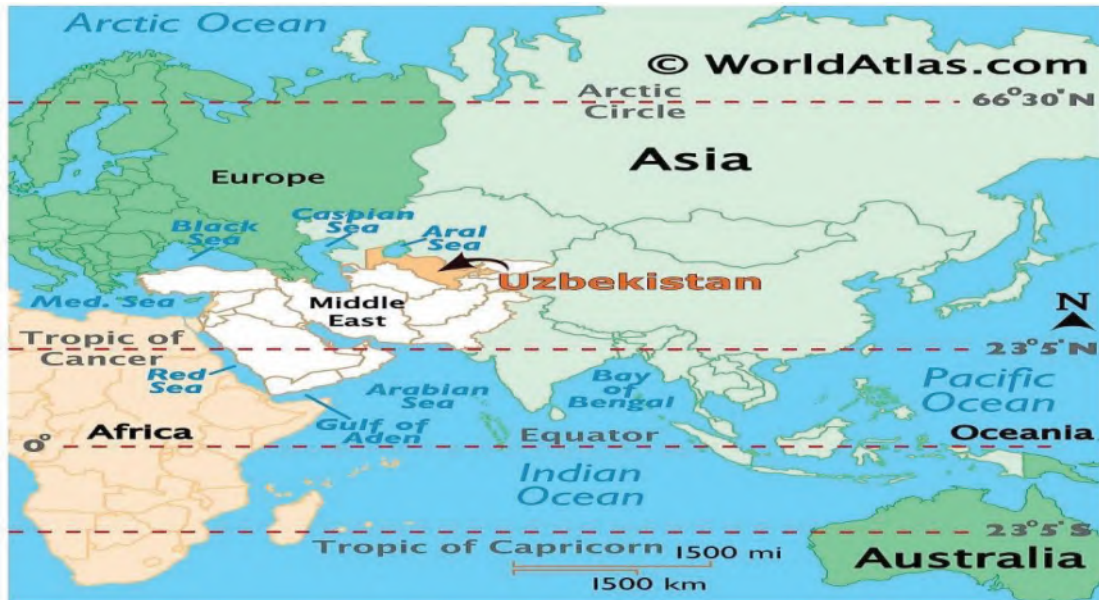 Arctic Ocean
© WorldAtlas.com
Arctic
Circle
66°30'N
Asia
Europe
Black
Sea
Caspian
Sea
Aral
Sea
Uzbekistan
Med. Sea
Middle
East
N
Tropic of
Cancer
23°5'N
Red
Sea
Arabian
Sea
Bay
of
Bengal
Pacific
Ocean
Africa
Gulf of
Aden
0°
Equator
Oceania
Indian
Ocean
23°5'S
Tropic of Capricorn
1500 mi
1500 km
Australia